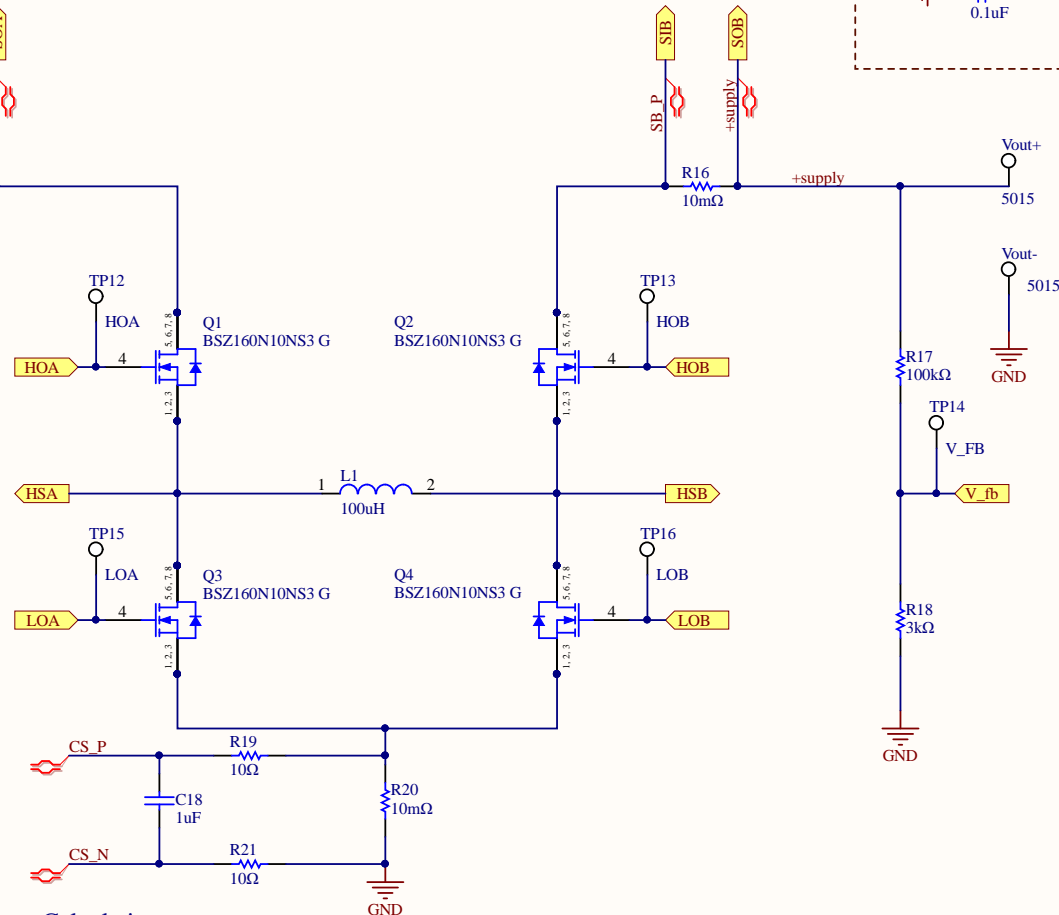 0.1uF
SIB
SOB
SB_P
+supply
R16
10mΩ
+supply
Vout+
5015
Vout-
5015
GND
TP12
HOA
HOA
4
5, 6, 7, 8
1, 2, 3
Q1
BSZ160N10NS3 G
Q2
BSZ160N10NS3 G
5, 6, 7, 8
1, 2, 3
4
TP13
HOB
HOB
R17
100kΩ
TP14
V_FB
V_fb
HSA
1
L1
2
100uH
HSB
TP15
LOA
LOA
4
5, 6, 7, 8
1, 2, 3
Q3
BSZ160N10NS3 G
Q4
BSZ160N10NS3 G
5, 6, 7, 8
1, 2, 3
4
TP16
LOB
LOB
R18
3kΩ
GND
CS_P
R19
10Ω
C18
1uF
R20
10mΩ
CS_N
R21
10Ω
GND